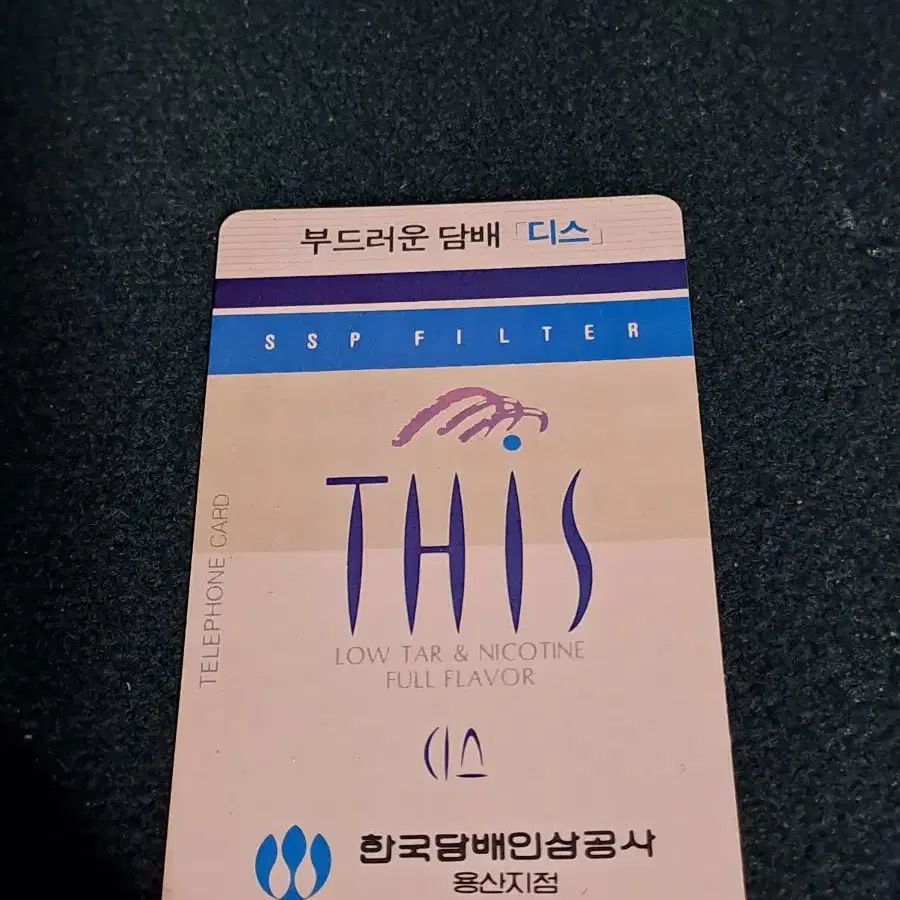 부드러운 담배 「디스」
SSP FILTER
THIS
TELEPHONE CARD
LOW TAR & NICOTINE
FULL FLAVOR
디스
한국담배인삼공사
용산지점